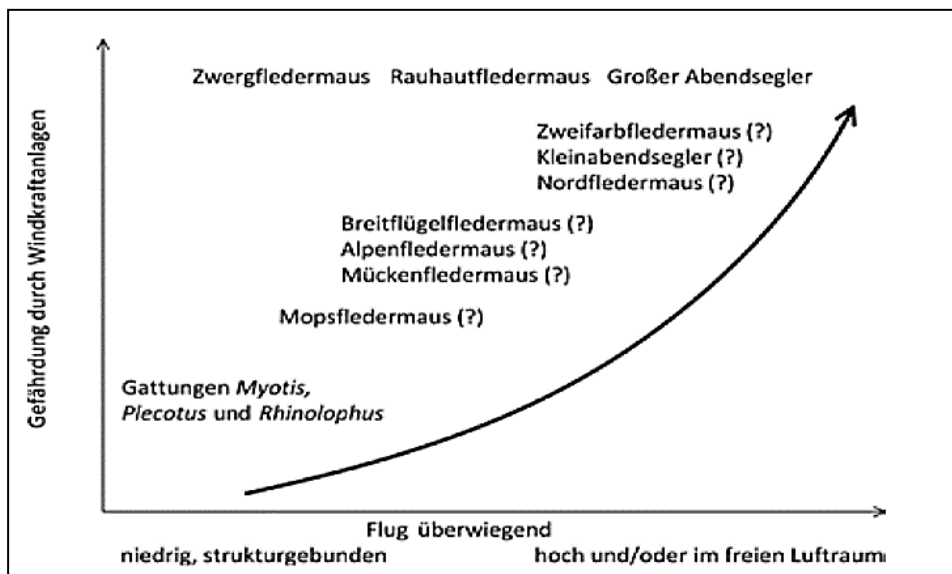 Gefährdung durch Windkraftanlagen
Zwergfledermaus Rauhautfledermaus Großer Abendsegler
Zweifarbfledermaus (?)
Kleinabendsegler (?)
Nordfledermaus (?)
Breitflügelfledermaus (?)
Alpenfledermaus (?)
Mückenfledermaus (?)
Mopsfledermaus (?)
Gattungen Myotis,
Plecotus und Rhinolophus
Flug überwiegend
niedrig, strukturgebunden hoch und/oder im freien Luftraum